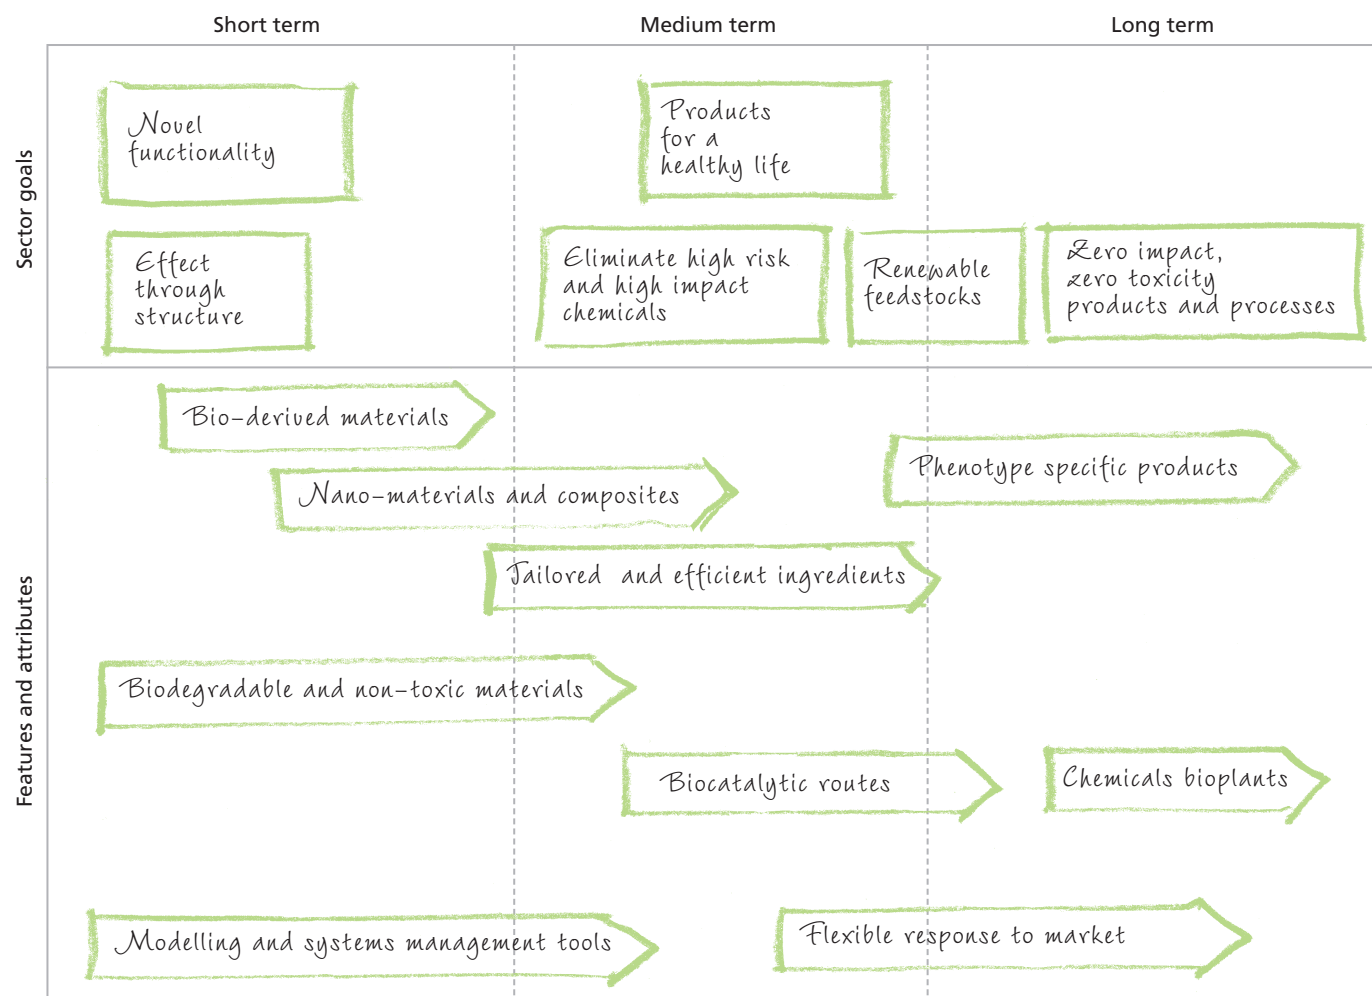 Short term
Medium term
Long term
Sector goals
Novel
functionality
Products
for a
healthy life
Effect
through
structure
Eliminate high risk
and high impact
chemicals
Renewable
feedstocks
Zero impact,
zero toxicity
products and processes
Features and attributes
Bio-derived materials
Phenotype specific products
Nano-materials and composites
Tailored and efficient ingredients
Biodegradable and non-toxic materials
Biocatalytic routes
Chemicals bioplants
Modelling and systems management tools
Flexible response to market